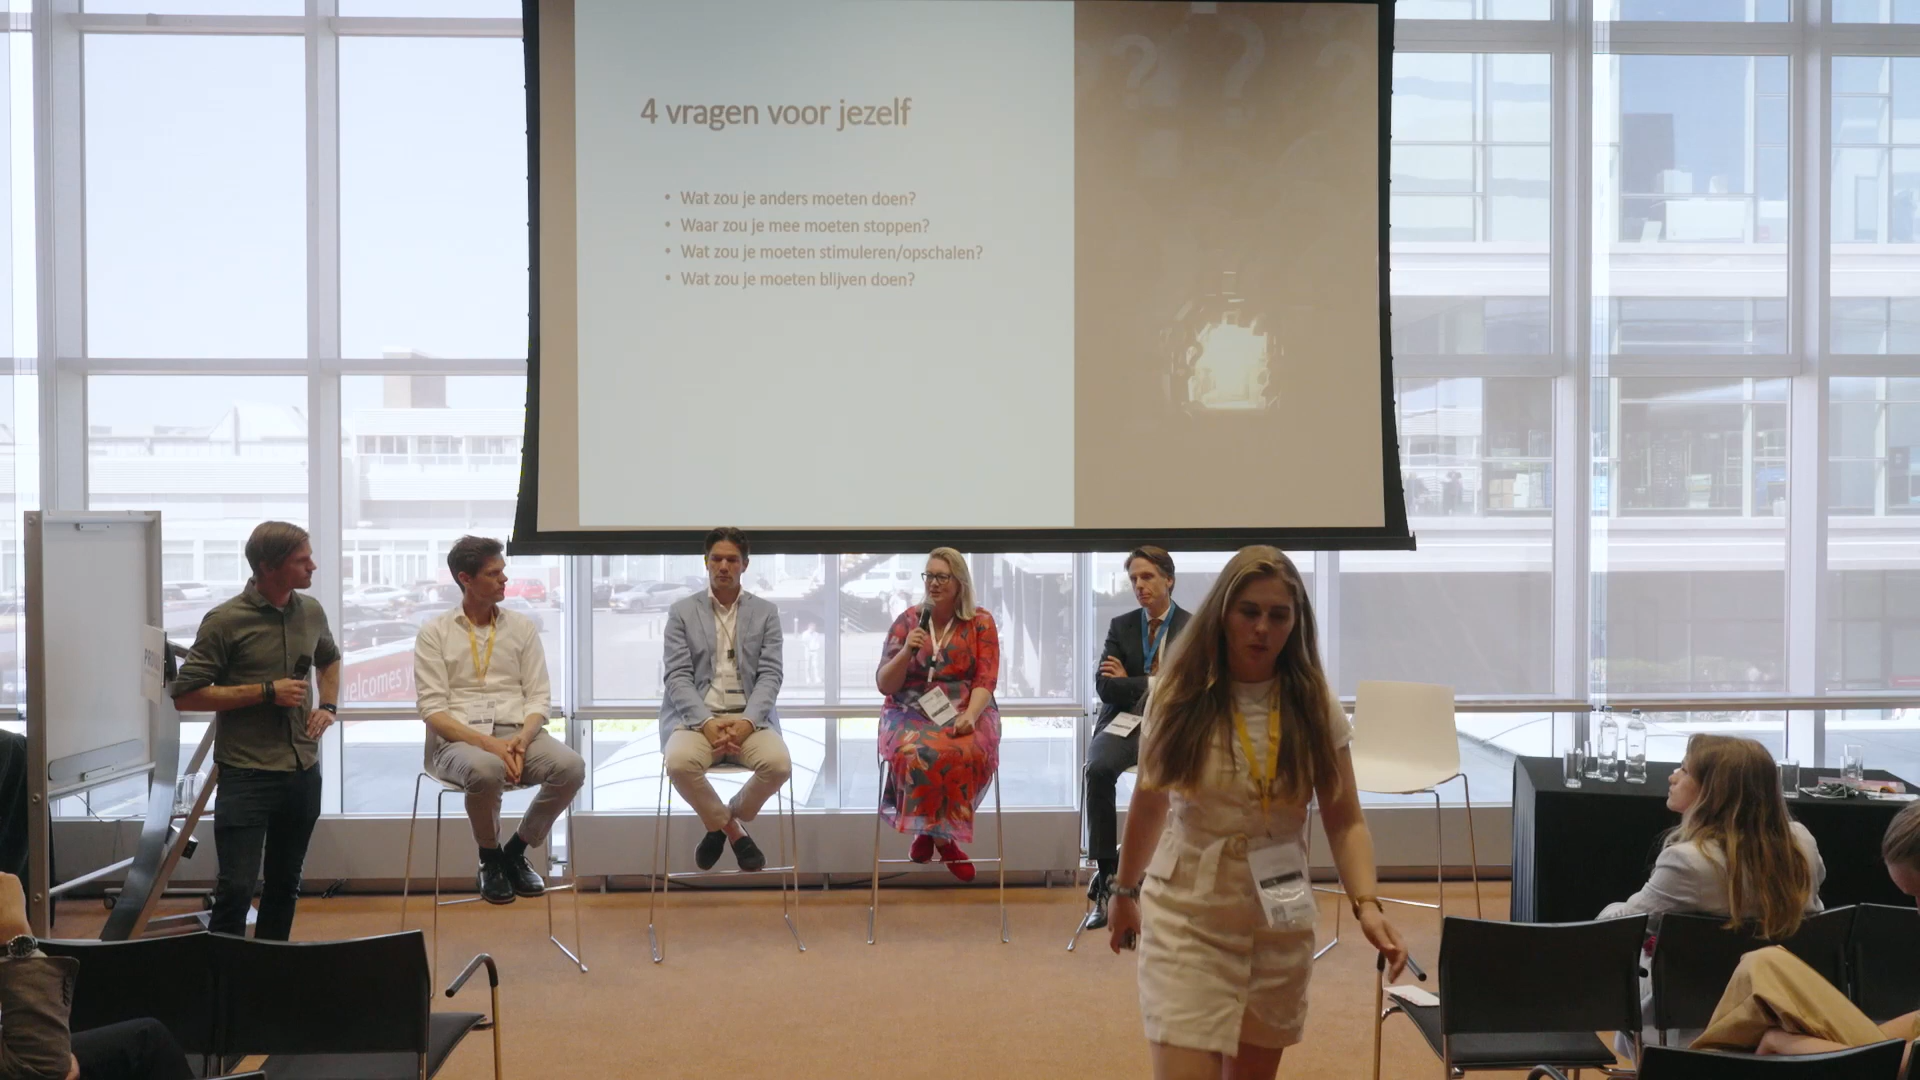 4 vragen voor jezelf
• Wat zou je anders moeten doen?
• Waar zou je mee moeten stoppen?
• Wat zou je moeten stimuleren/opschalen?
• Wat zou je moeten blijven doen?
welcomes